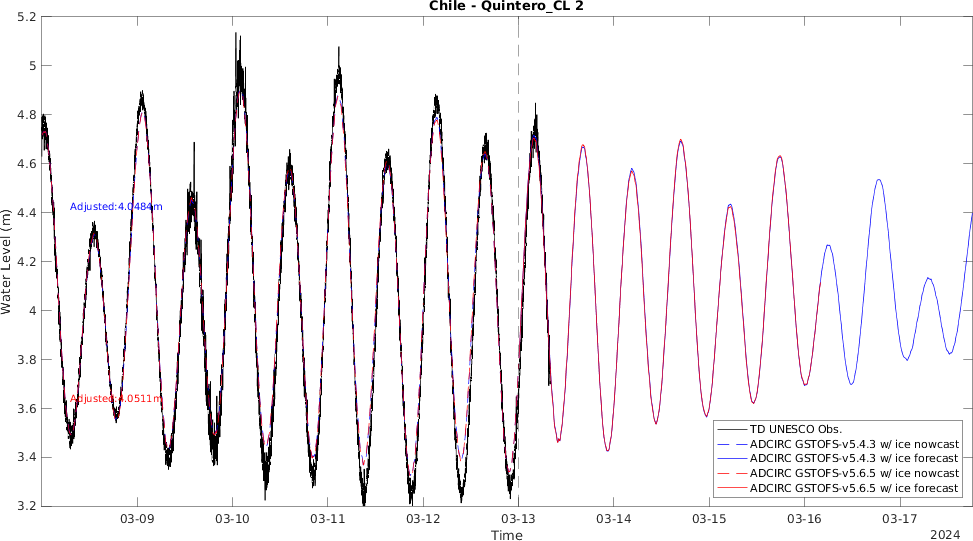 Chile - Quintero_CL 2
5.2
5
4.8
4.6
4.4
4.2
4
3.8
3.6
3.4
3.2
Water Level (m)
Adjusted:4.0484m
Adjusted:4.0511m
TD UNESCO Obs.
ADCIRC GSTOFS-v5.4.3 w/ ice nowcast
ADCIRC GSTOFS-v5.4.3 w/ ice forecast
ADCIRC GSTOFS-v5.6.5 w/ ice nowcast
ADCIRC GSTOFS-v5.6.5 w/ ice forecast
03-09 03-10 03-11 03-12 03-13 03-14 03-15 03-16 03-17
Time
2024